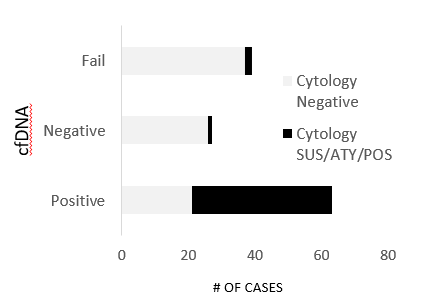 Fail
Cytology
Negative
Negative
Cytology
SUS/ATY/POS
Positive
cfDNA
0 20 40 60 80
# OF CASES